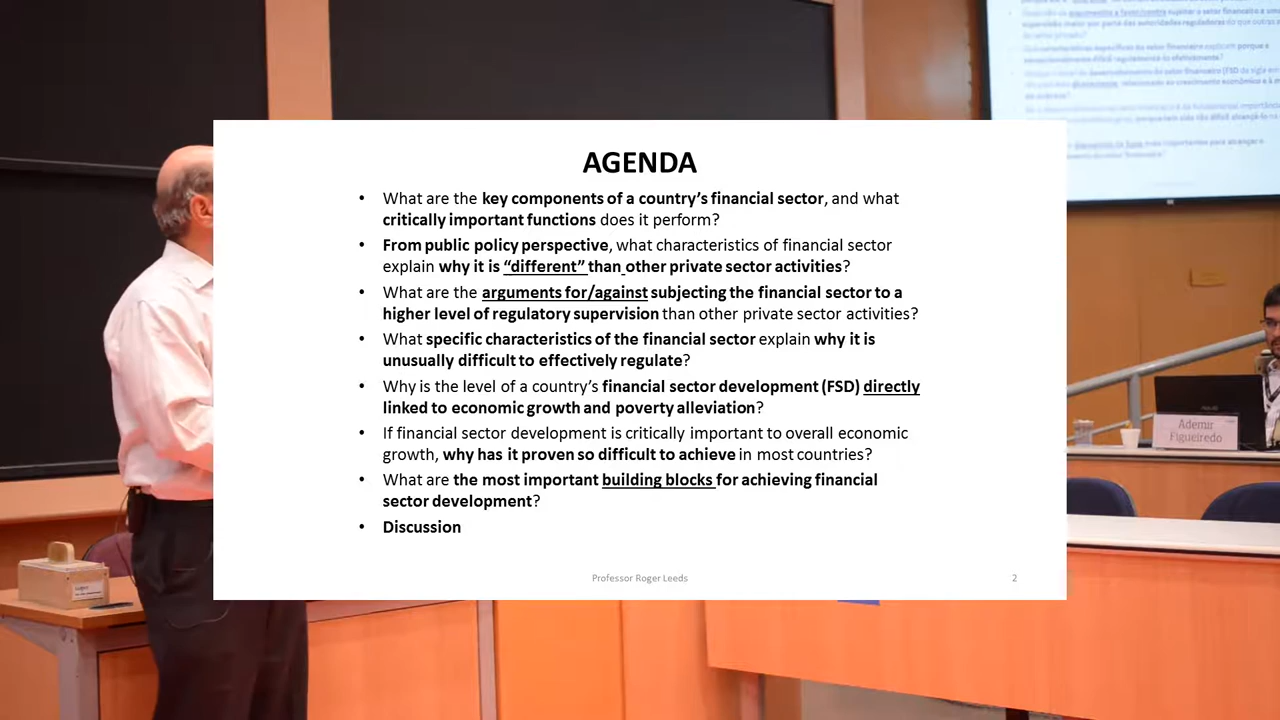 AGENDA
• What are the key components of a country's financial sector, and what
critically important functions does it perform?
• From public policy perspective, what characteristics of financial sector
explain why it is "different" than other private sector activities?
• What are the arguments for/against subjecting the financial sector to a
higher level of regulatory supervision than other private sector activities?
• What specific characteristics of the financial sector explain why it is
unusually difficult to effectively regulate?
• Why is the level of a country's financial sector development (FSD) directly
linked to economic growth and poverty alleviation?
• If financial sector development is critically important to overall economic
growth, why has it proven so difficult to achieve in most countries?
• What are the most important building blocks for achieving financial
sector development?
• Discussion
Professor Roger Leeds
2
Ademir
Figueiredo